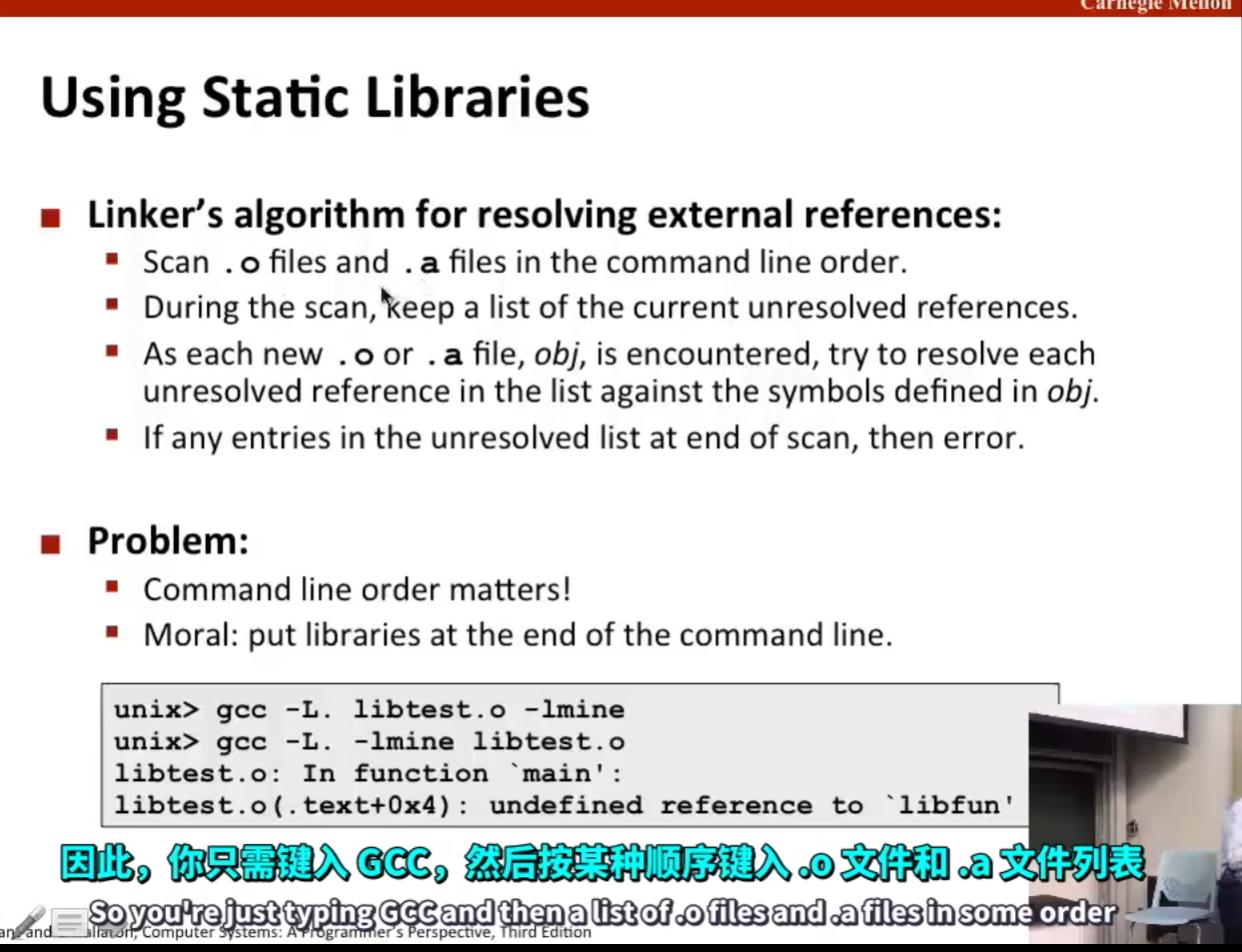 Carnegie Mellon
Using Static Libraries
Linker's algorithm for resolving external references:
Scan .o files and .a files in the command line order.
During the scan, keep a list of the current unresolved references.
As each new .o or .a file, obj, is encountered, try to resolve each
unresolved reference in the list against the symbols defined in obj.
If any entries in the unresolved list at end of scan, then error.
Problem:
Command line order matters!
Moral: put libraries at the end of the command line.
unix> gcc -L. libtest.o -lmine
unix> gcc -L. -lmine libtest.o
libtest.o: In function `main':
libtest.o(.text+0x4): undefined reference to `libfun'
因此，你只需键入 GCC，然后按某种顺序键入 .o 文件和 .a 文件列表
So you're just typing GCC and then a list of .o files and .a files in some order
Computer Systems: A Programmer's Perspective, Third Edition